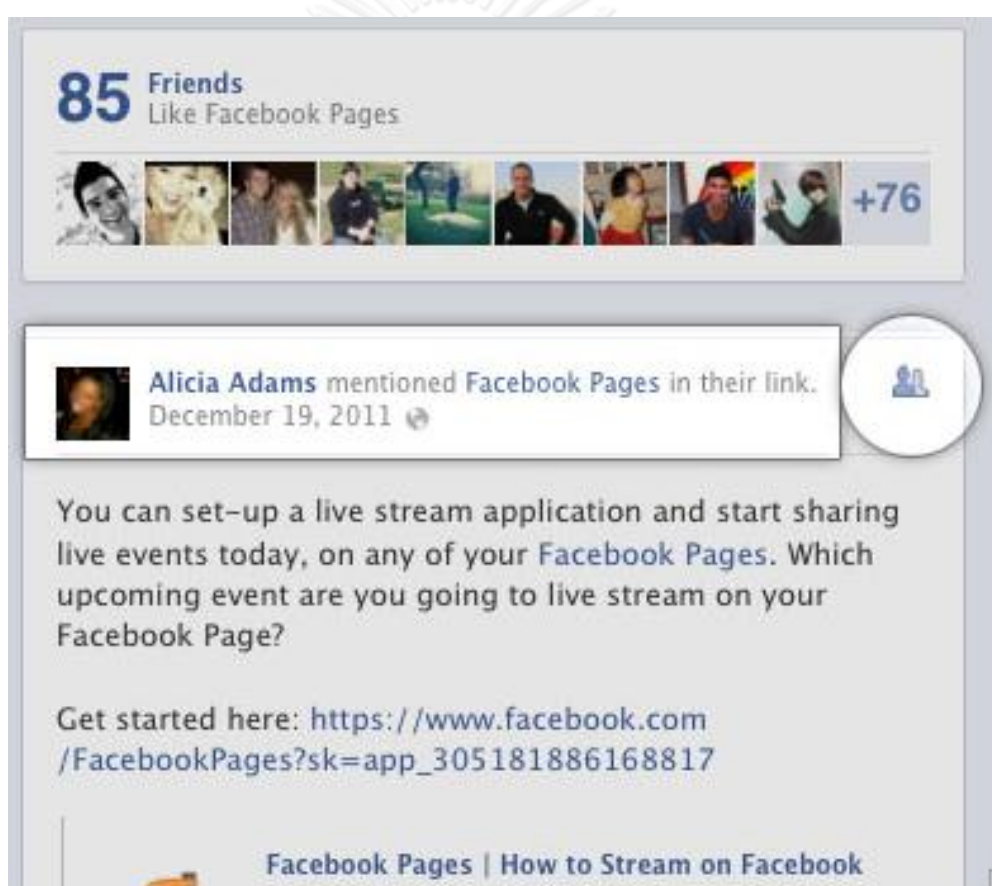 85 Friends
Like Facebook Pages
+76
Alicia Adams mentioned Facebook Pages in their link.
December 19, 2011
You can set-up a live stream application and start sharing
live events today, on any of your Facebook Pages. Which
upcoming event are you going to live stream on your
Facebook Page?
Get started here: https://www.facebook.com
/FacebookPages?sk=app_305181886168817
Facebook Pages | How to Stream on Facebook